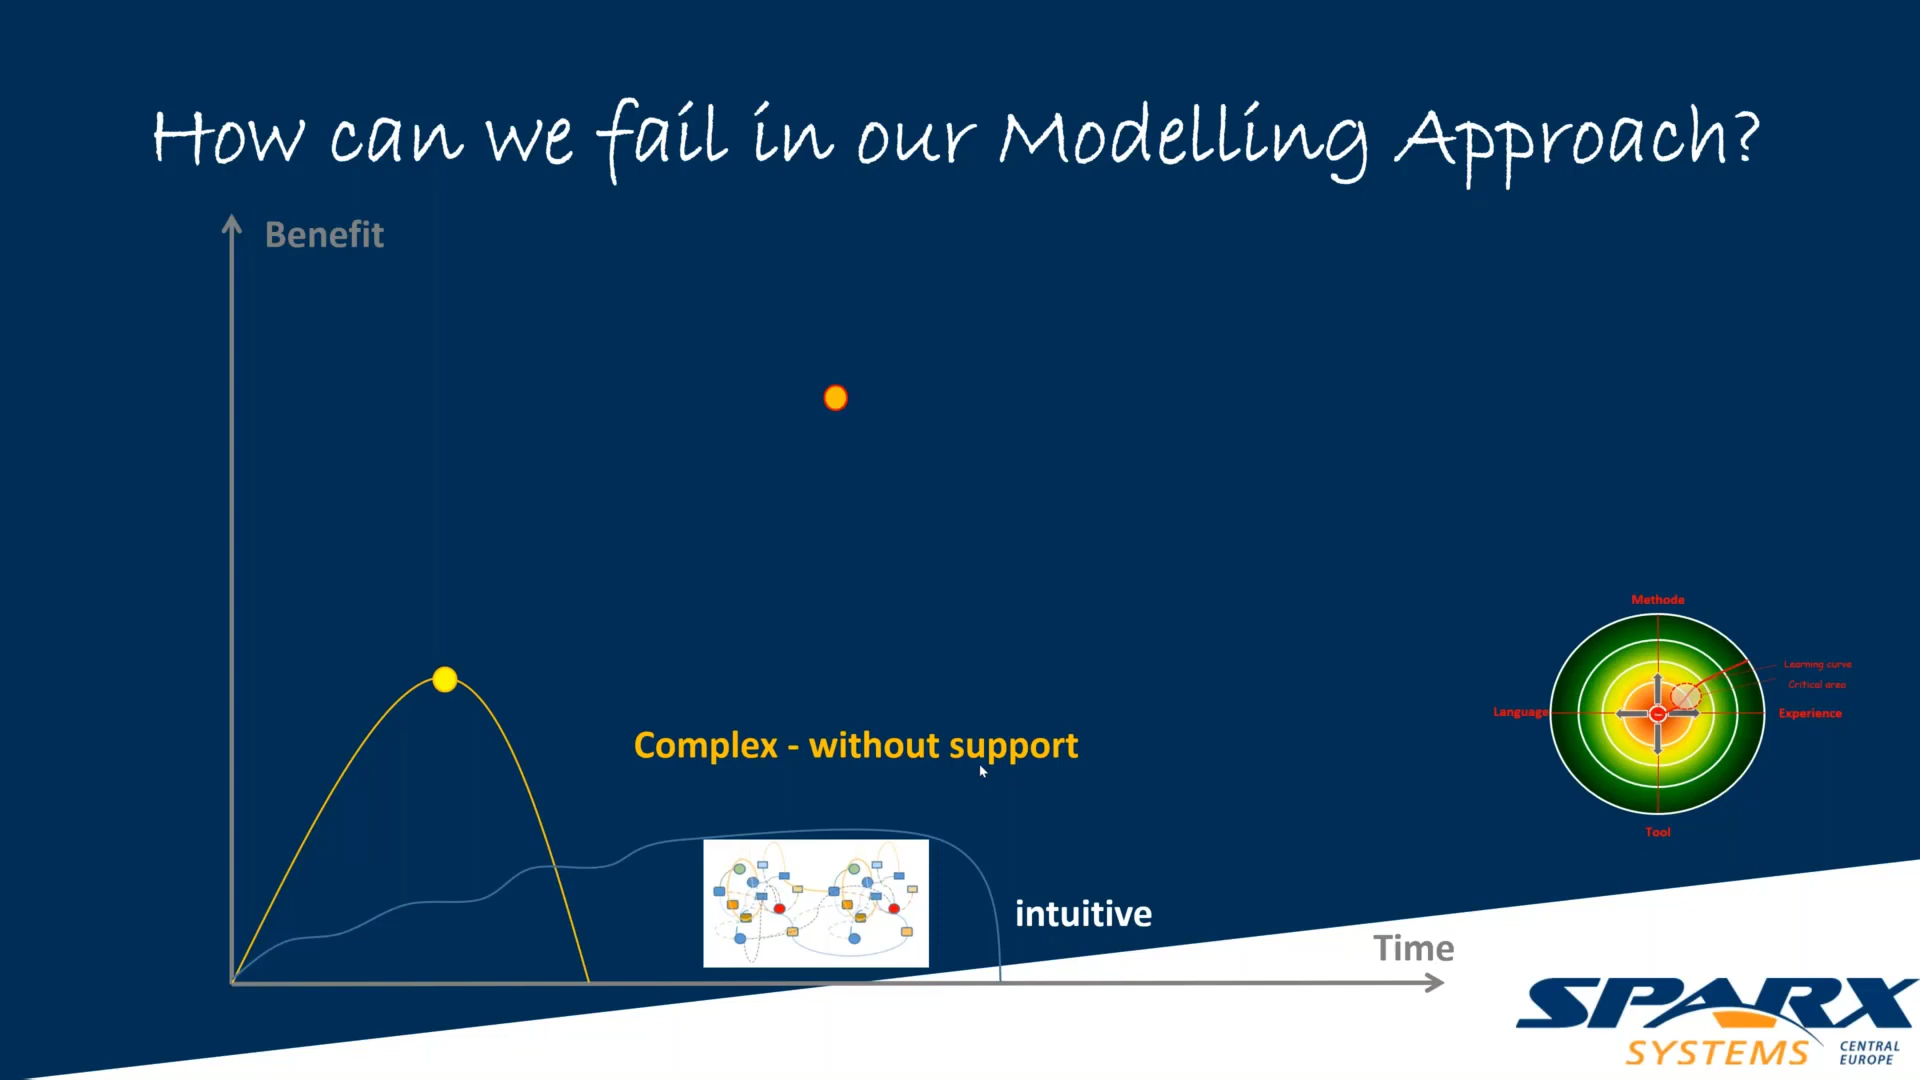 How can we fail in our Modelling Approach?
Benefit
Methode
Learning curve
Critical area
Language
Experience
Complex - without support
Tool
intuitive
Time
SPARX
SYSTEMS
CENTRAL
EUROPE